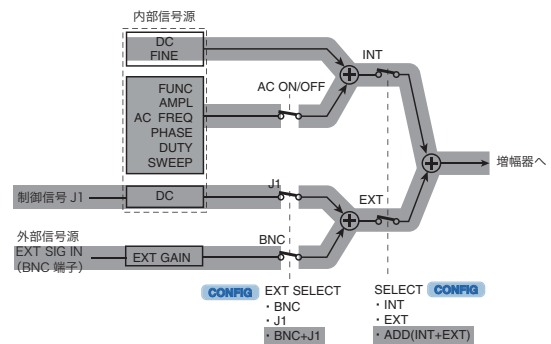 内部信号源
DC
FINE
INT
FUNC
AMPL
AC FREQ
PHASE
DUTY
SWEEP
AC ON/OFF
増幅器へ
制御信号 J1
DC
J1
EXT
外部信号源
EXT SIG IN
（BNC 端子）
EXT GAIN
BNC
CONFIG EXT SELECT
・BNC
・J1
・BNC+J1
SELECT CONFIG
・INT
・EXT
・ADD(INT+EXT)